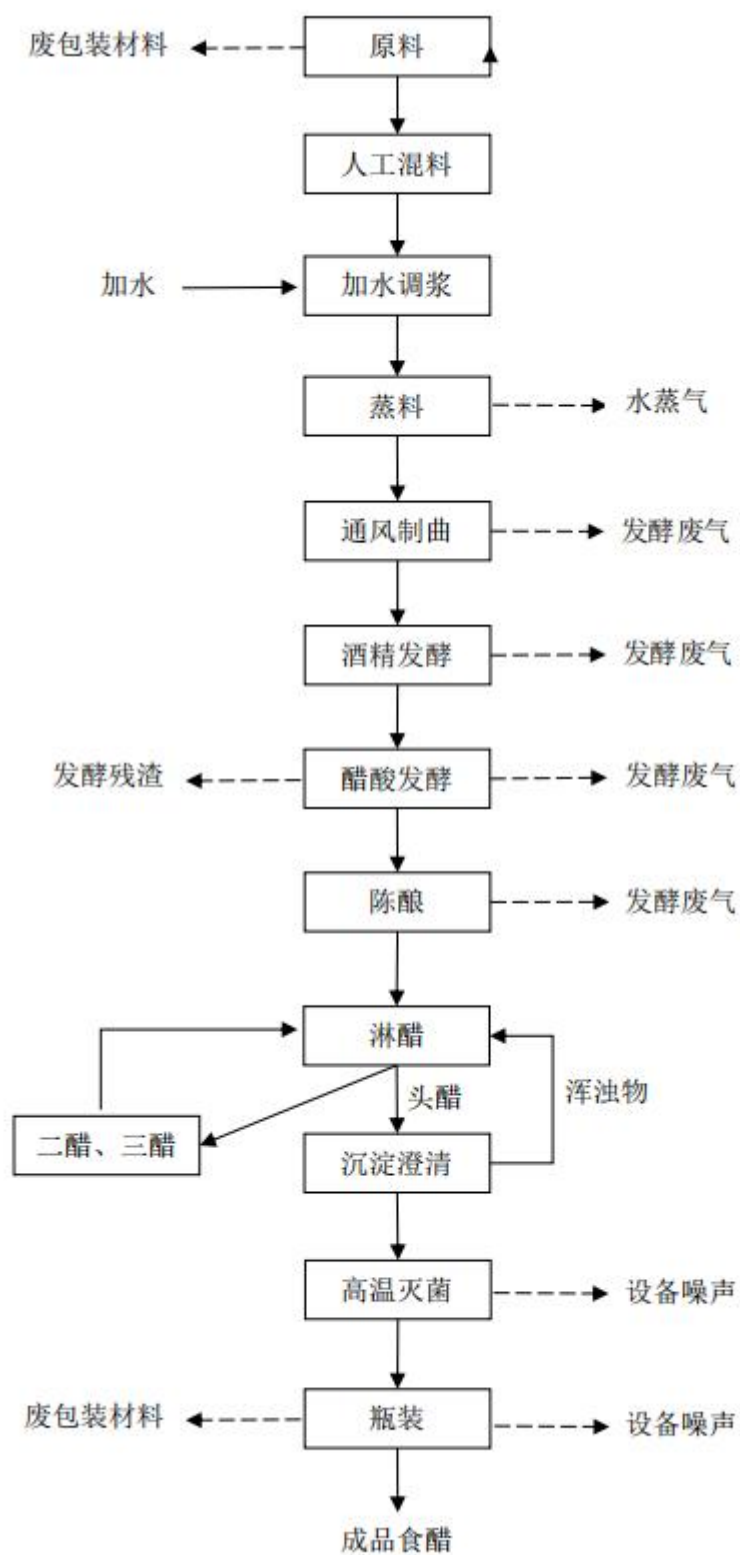 废包装材料
原料
人工混料
加水
加水调浆
蒸料
水蒸气
通风制曲
发酵废气
酒精发酵
发酵废气
发酵残渣
醋酸发酵
发酵废气
陈酿
发酵废气
淋醋
头醋
浑浊物
二醋、三醋
沉淀澄清
高温灭菌
设备噪声
废包装材料
瓶装
设备噪声
成品食醋